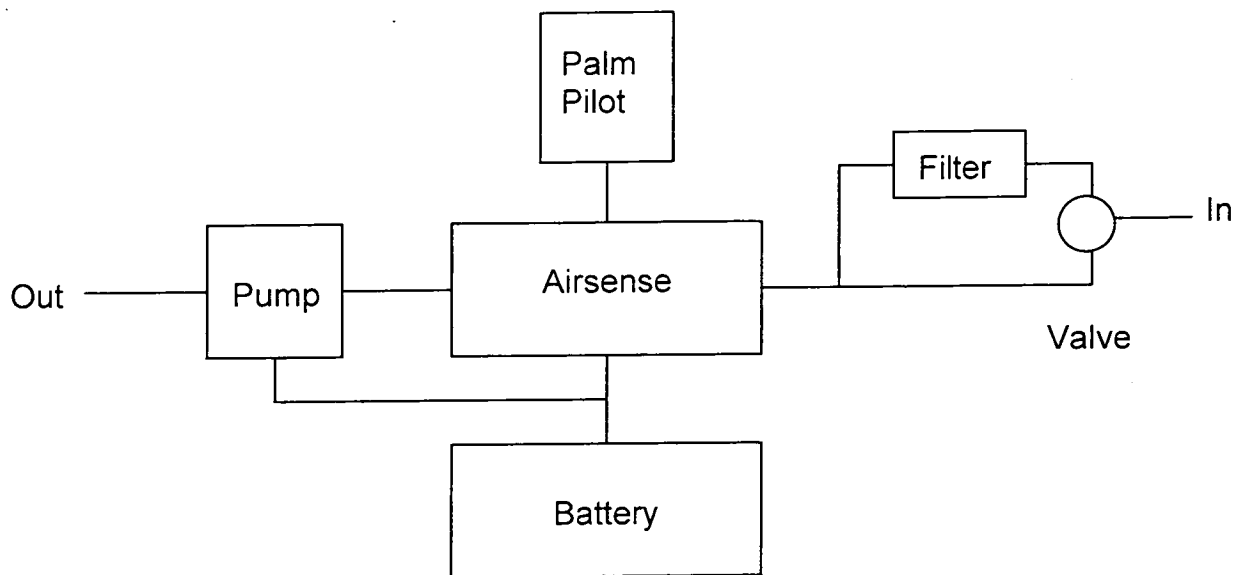 Palm
Pilot
Filter
In
Airsense
Out
Pump
Valve
Battery